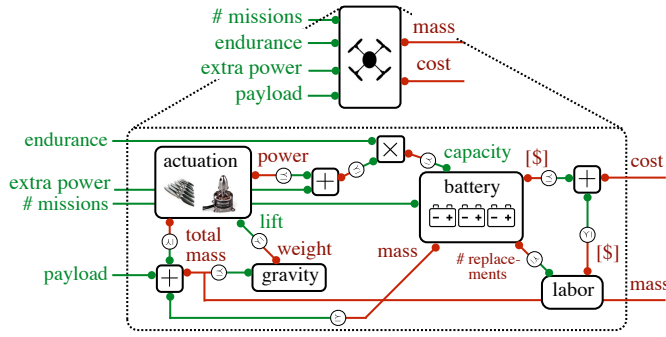 # missions
endurance
extra power
payload
mass
cost
endurance
extra power
# missions
payload
actuation
power
+
×
capacity
[$]
+
cost
battery
- +
- +
- +
lift
total
mass
weight
gravity
+
mass
# replace-
ments
[$]
labor
mass